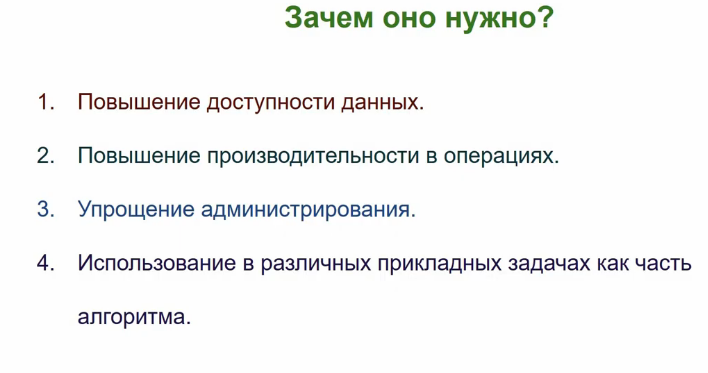 Зачем оно нужно?
1. Повышение доступности данных.
2. Повышение производительности в операциях.
3. Упрощение администрирования.
4. Использование в различных прикладных задачах как часть
алгоритма.